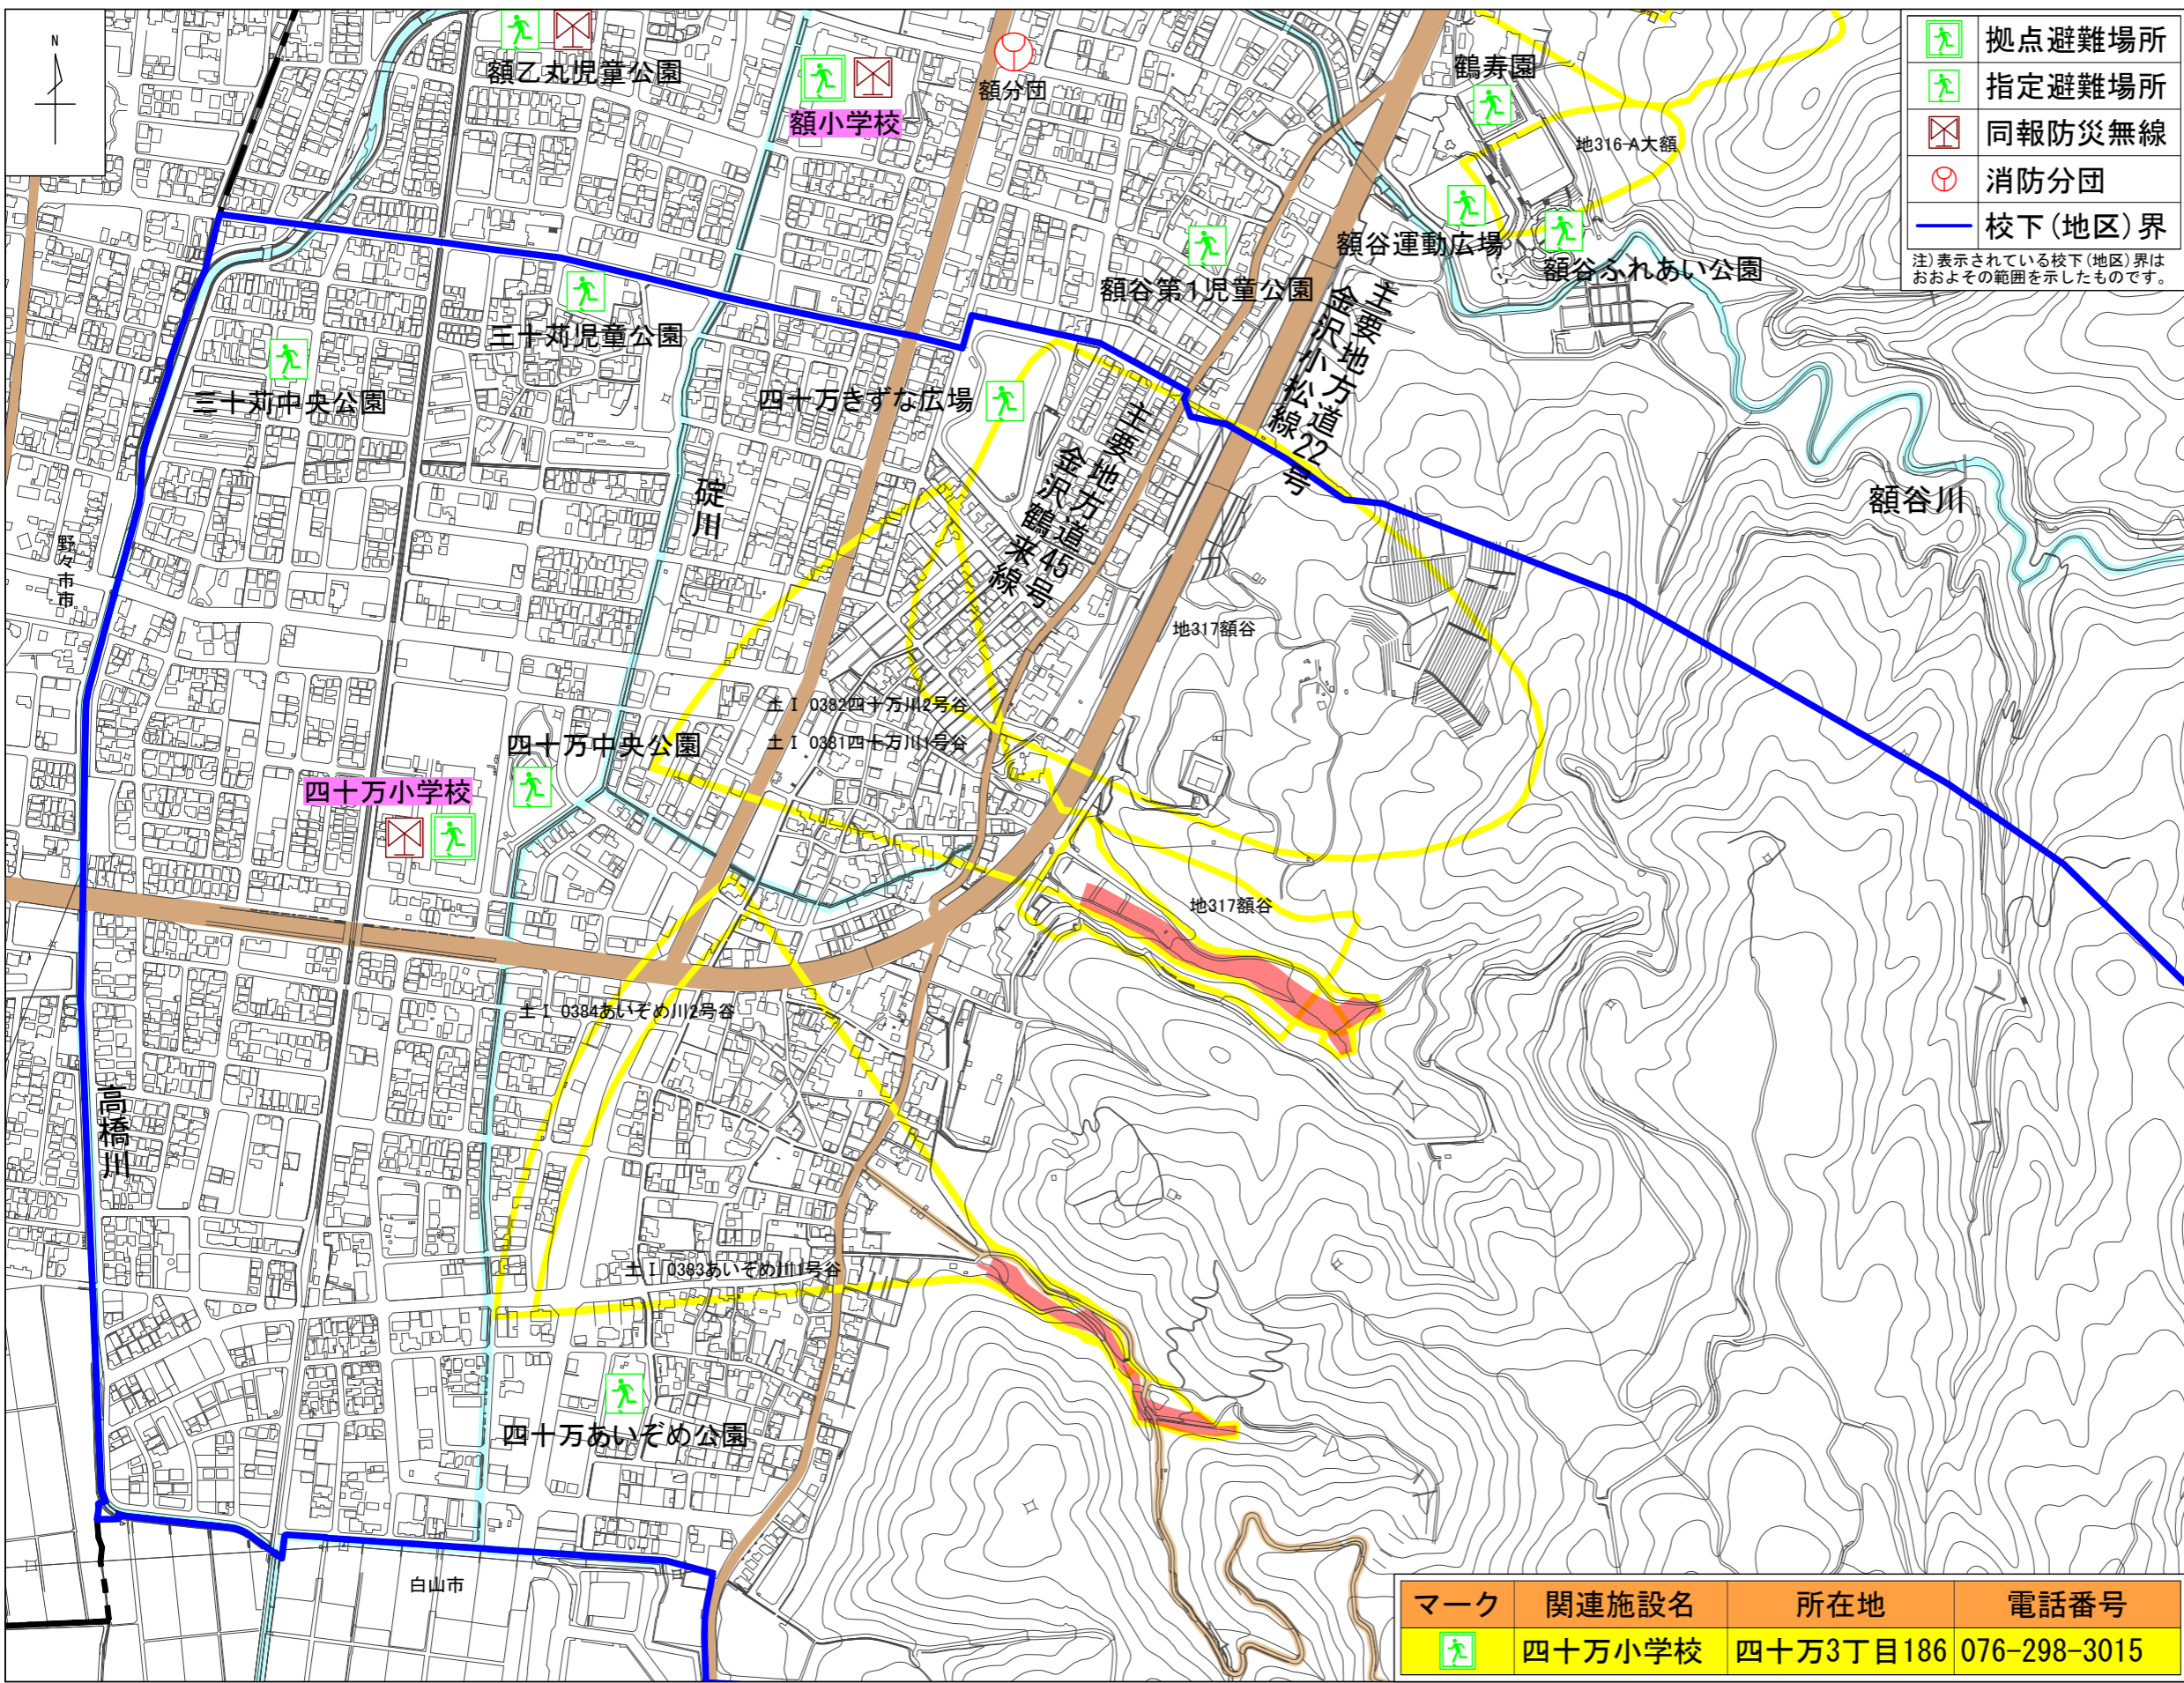 N
額乙丸児童公園
額小学校
額分団
鶴寿園
地316-A大額
額谷運動広場
額谷ふれあい公園
額谷第1児童公園
拠点避難場所
指定避難場所
同報防災無線
消防分団
校下(地区)界
注)表示されている校下(地区)界は
おおよその範囲を示したものです。
三十苅児童公園
三十苅中央公園
四十万きずな広場
主要地方道
金沢小松線22号
主要地方道45号
金沢鶴来線
碇川
額谷川
野々市市
地317額谷
土Ⅰ 0382四十万川2号谷
土Ⅰ 0381四十万川1号谷
四十万中央公園
四十万小学校
地317額谷
土Ⅰ 0384あいぞめ川2号谷
高橋川
土Ⅰ 0383あいぞめ川1号谷
四十万あいぞめ公園
白山市
マーク 関連施設名 所在地 電話番号
四十万小学校 四十万3丁目186 076-298-3015